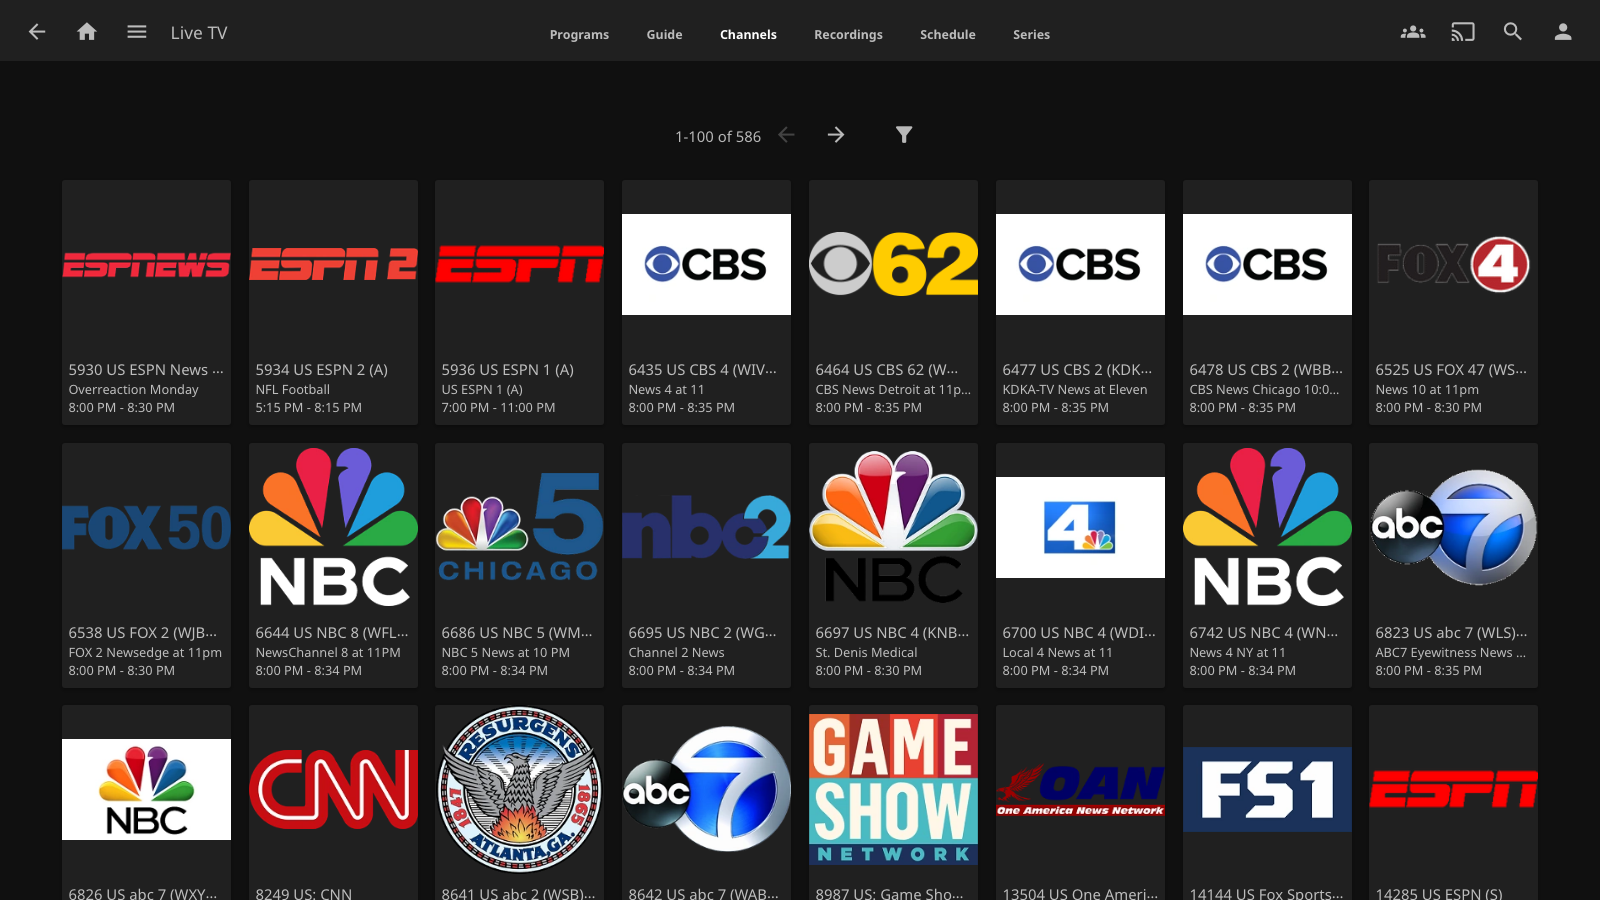 Live TV
Programs
Guide
Channels
Recordings
Schedule
Series
1-100 of 586
ESPNEWS
5930 US ESPN News ...
Overreaction Monday
8:00 PM - 8:30 PM
ESPN 2
5934 US ESPN 2 (A)
NFL Football
5:15 PM - 8:15 PM
ESPN
5936 US ESPN 1 (A)
US ESPN 1 (A)
7:00 PM - 11:00 PM
CBS
6435 US CBS 4 (WIV...
News 4 at 11
8:00 PM - 8:35 PM
62
6464 US CBS 62 (W...
CBS News Detroit at 11p...
8:00 PM - 8:35 PM
CBS
6477 US CBS 2 (KDK...
KDKA-TV News at Eleven
8:00 PM - 8:35 PM
CBS
6478 US CBS 2 (WBB...
CBS News Chicago 10:0...
8:00 PM - 8:35 PM
FOX 4
6525 US FOX 47 (WS...
News 10 at 11pm
8:00 PM - 8:30 PM
FOX 50
6538 US FOX 2 (WJB...
FOX 2 Newsedge at 11pm
8:00 PM - 8:30 PM
NBC
6644 US NBC 8 (WFL...
NewsChannel 8 at 11PM
8:00 PM - 8:34 PM
5
CHICAGO
6686 US NBC 5 (WM...
NBC 5 News at 10 PM
8:00 PM - 8:34 PM
nbc2
6695 US NBC 2 (WG...
Channel 2 News
8:00 PM - 8:34 PM
NBC
6697 US NBC 4 (KNB...
St. Denis Medical
8:00 PM - 8:30 PM
4
6700 US NBC 4 (WDI...
Local 4 News at 11
8:00 PM - 8:34 PM
NBC
6742 US NBC 4 (WN...
News 4 NY at 11
8:00 PM - 8:34 PM
abc 7
6823 US abc 7 (WLS)...
ABC7 Eyewitness News ...
8:00 PM - 8:35 PM
NBC
6826 US abc 7 (WXY...
CNN
8249 US: CNN
RESURGENS
1847
1865
ATLANTA, GA.
8641 US abc 2 (WSB)...
abc 7
8642 US abc 7 (WAB...
GAME
SHOW
NETWORK
8987 US: Game Sho...
OAN
One America News Network
13504 US One Ameri...
FS1
14144 US Fox Sports...
ESPN
14285 US ESPN (S)